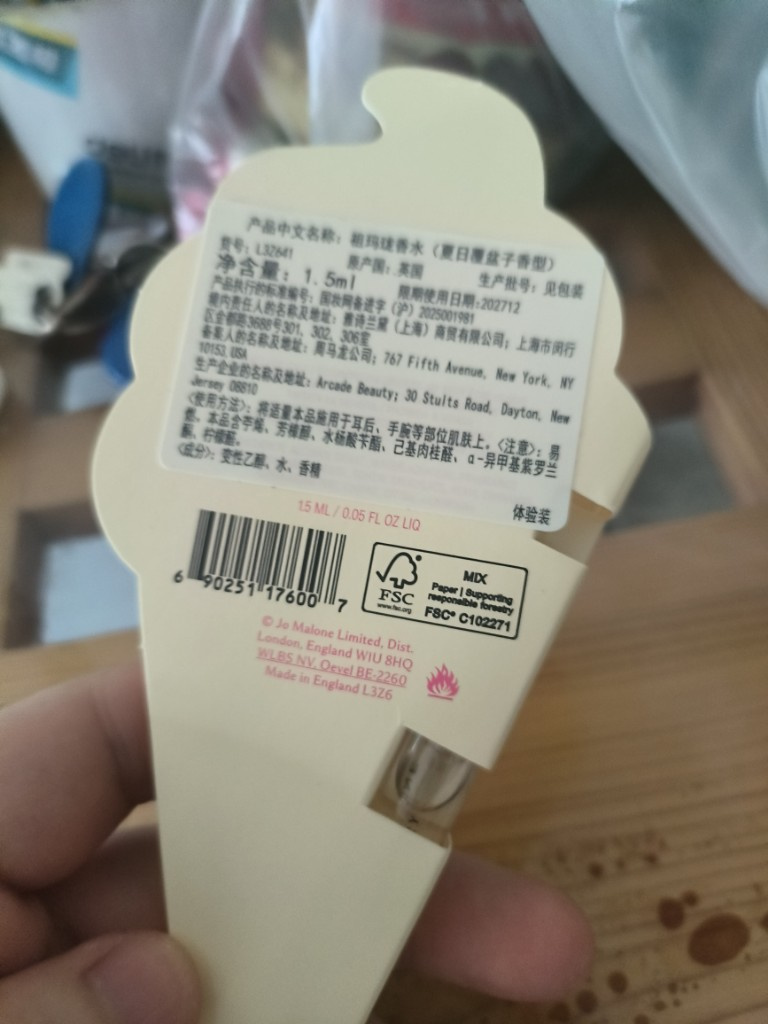 产品中文名称：祖玛珑香水（夏日覆盆子香型）
货号：L3Z641 原产国：英国 生产批号：见包装
净含量：1.5ml 限期使用日期：202712
产品执行的标准编号：国妆网备进字（沪）2025001981
境内责任人的名称及地址：雅诗兰黛（上海）商贸有限公司；上海市闵行
区金都路3688号301、302、306室
备案人的名称及地址：周马龙公司；767 Fifth Avenue, New York, NY
10153 USA
生产企业的名称及地址：Arcade Beauty；30 Stults Road, Dayton, New
Jersey 08810
〈使用方法〉：将适量本品施用于耳后、手腕等部位肌肤上。〈注意〉：易
燃。本品含苧烯、芳樟醇、水杨酸苄酯、己基肉桂醛、α-异甲基紫罗兰
酮、柠檬醛。
〈成分〉：变性乙醇、水、香精
体验装
1.5 ML / 0.05 FL OZ LIQ
6 90251 17600 7
FSC
www.fsc.org
MIX
Paper | Supporting
responsible forestry
FSC® C102271
© Jo Malone Limited, Dist.
London, England W1U 8HQ
WLBS NV, Oevel BE-2260
Made in England L3Z6